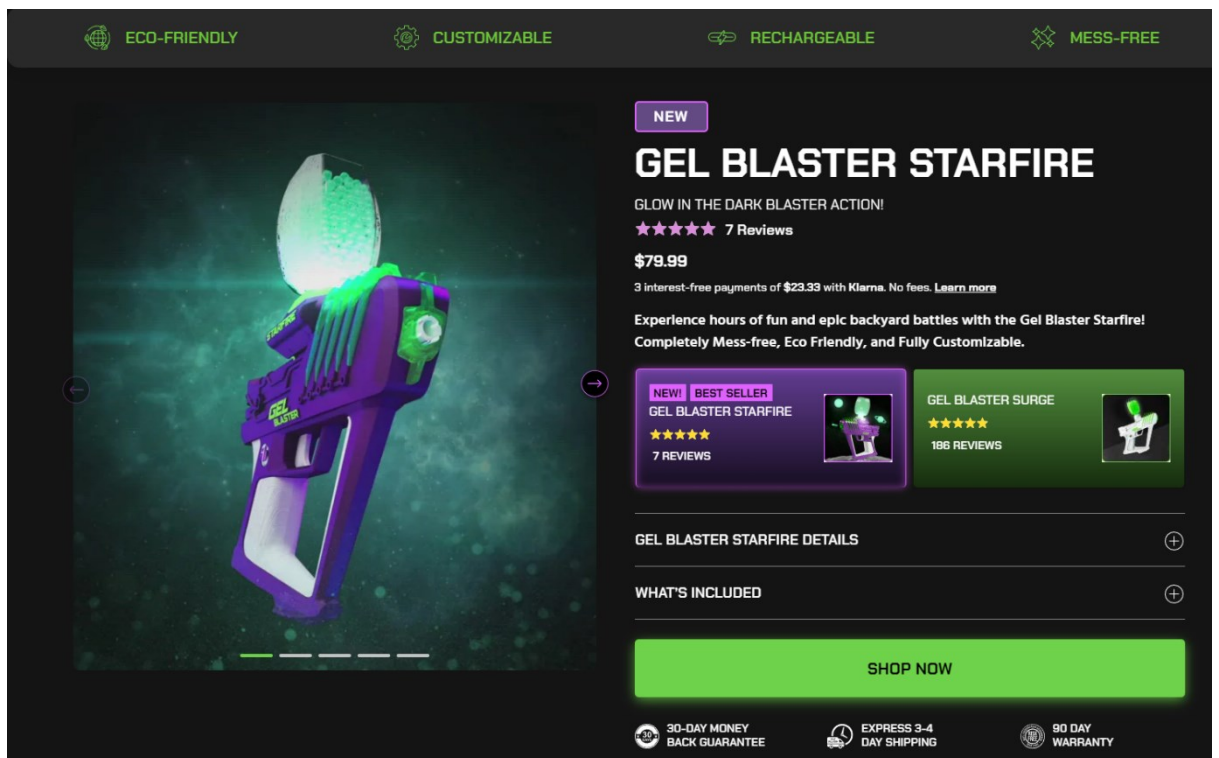 ECO-FRIENDLY
CUSTOMIZABLE
RECHARGEABLE
MESS-FREE
NEW
GEL BLASTER STARFIRE
GLOW IN THE DARK BLASTER ACTION!
7 Reviews
$79.99
3 interest-free payments of $23.33 with Klarna. No fees. Learn more
Experience hours of fun and epic backyard battles with the Gel Blaster Starfire!
Completely Mess-free, Eco Friendly, and Fully Customizable.
STARFIRE
GEL
BLASTER
NEW! BEST SELLER
GEL BLASTER STARFIRE
7 REVIEWS
GEL BLASTER SURGE
186 REVIEWS
GEL BLASTER STARFIRE DETAILS
WHAT'S INCLUDED
SHOP NOW
30
30-DAY MONEY
BACK GUARANTEE
EXPRESS 3-4
DAY SHIPPING
90 DAY
WARRANTY